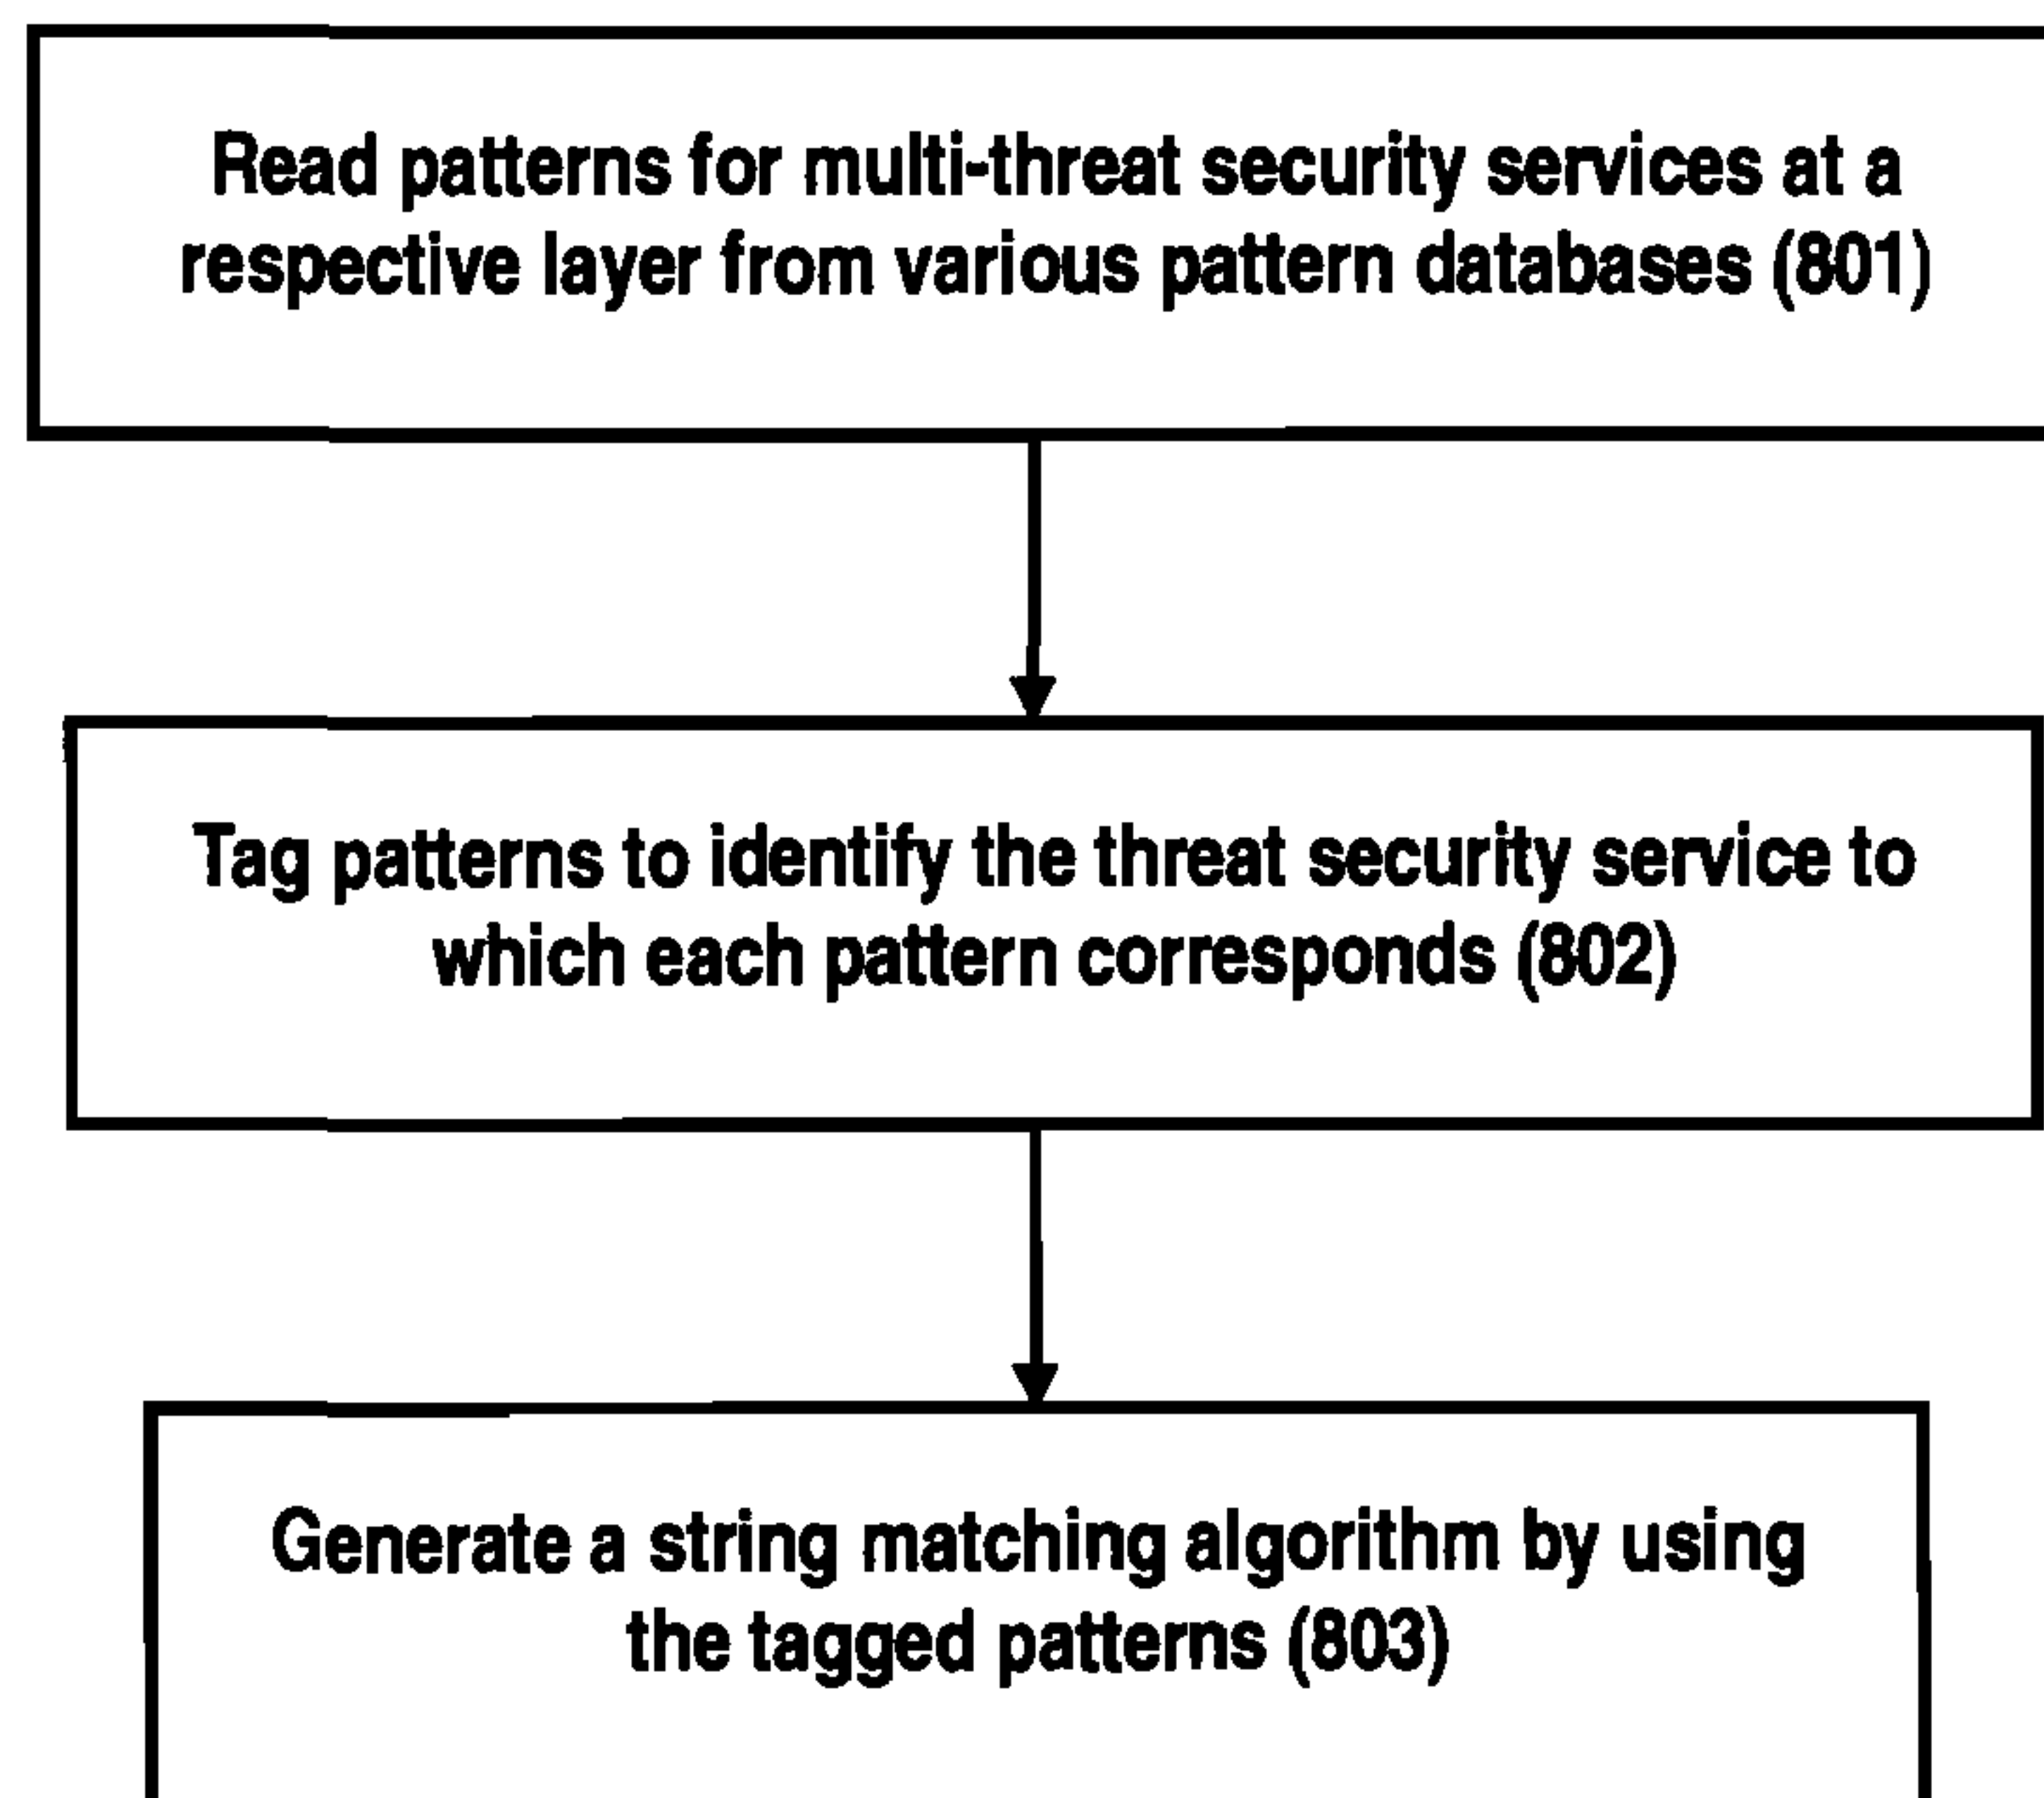 Read patterns for multi-threat security services at a
respective layer from various pattern databases (801)
Tag patterns to identify the threat security service to
which each pattern corresponds (802)
Generate a string matching algorithm by using
the tagged patterns (803)